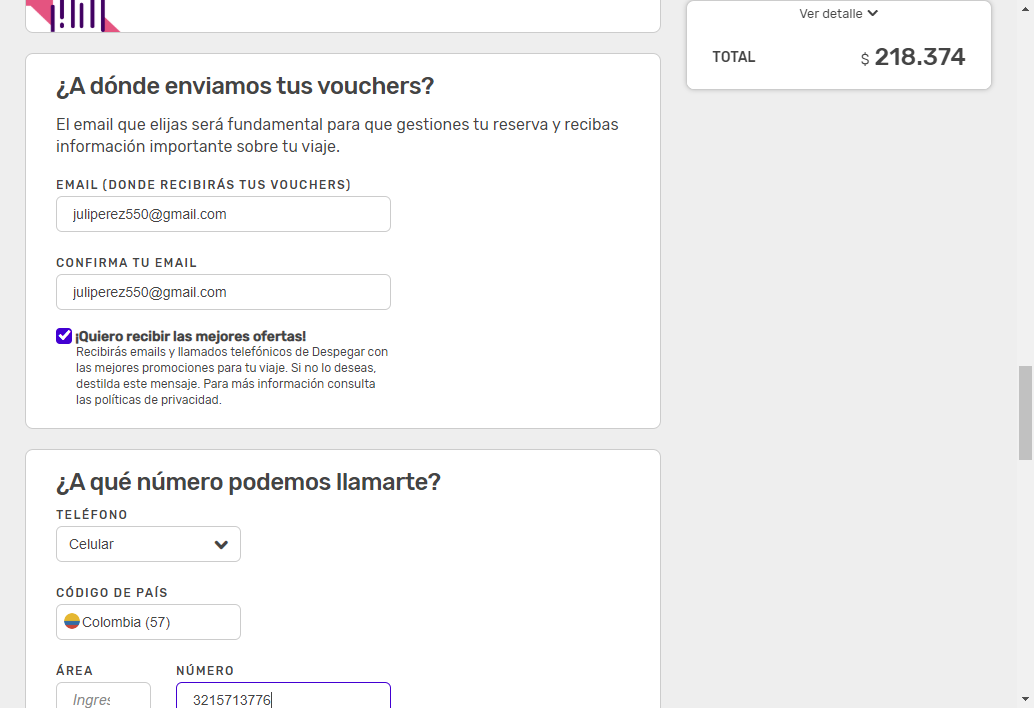 Ver detalle
TOTAL $ 218.374
¿A dónde enviamos tus vouchers?
El email que elijas será fundamental para que gestiones tu reserva y recibas
información importante sobre tu viaje.
EMAIL (DONDE RECIBIRÁS TUS VOUCHERS)
juliperez550@gmail.com
CONFIRMA TU EMAIL
juliperez550@gmail.com
¡Quiero recibir las mejores ofertas!
Recibirás emails y llamados telefónicos de Despegar con
las mejores promociones para tu viaje. Si no lo deseas,
destilda este mensaje. Para más información consulta
las políticas de privacidad.
¿A qué número podemos llamarte?
TELÉFONO
Celular
CÓDIGO DE PAÍS
Colombia (57)
ÁREA NÚMERO
Ingres 3215713776